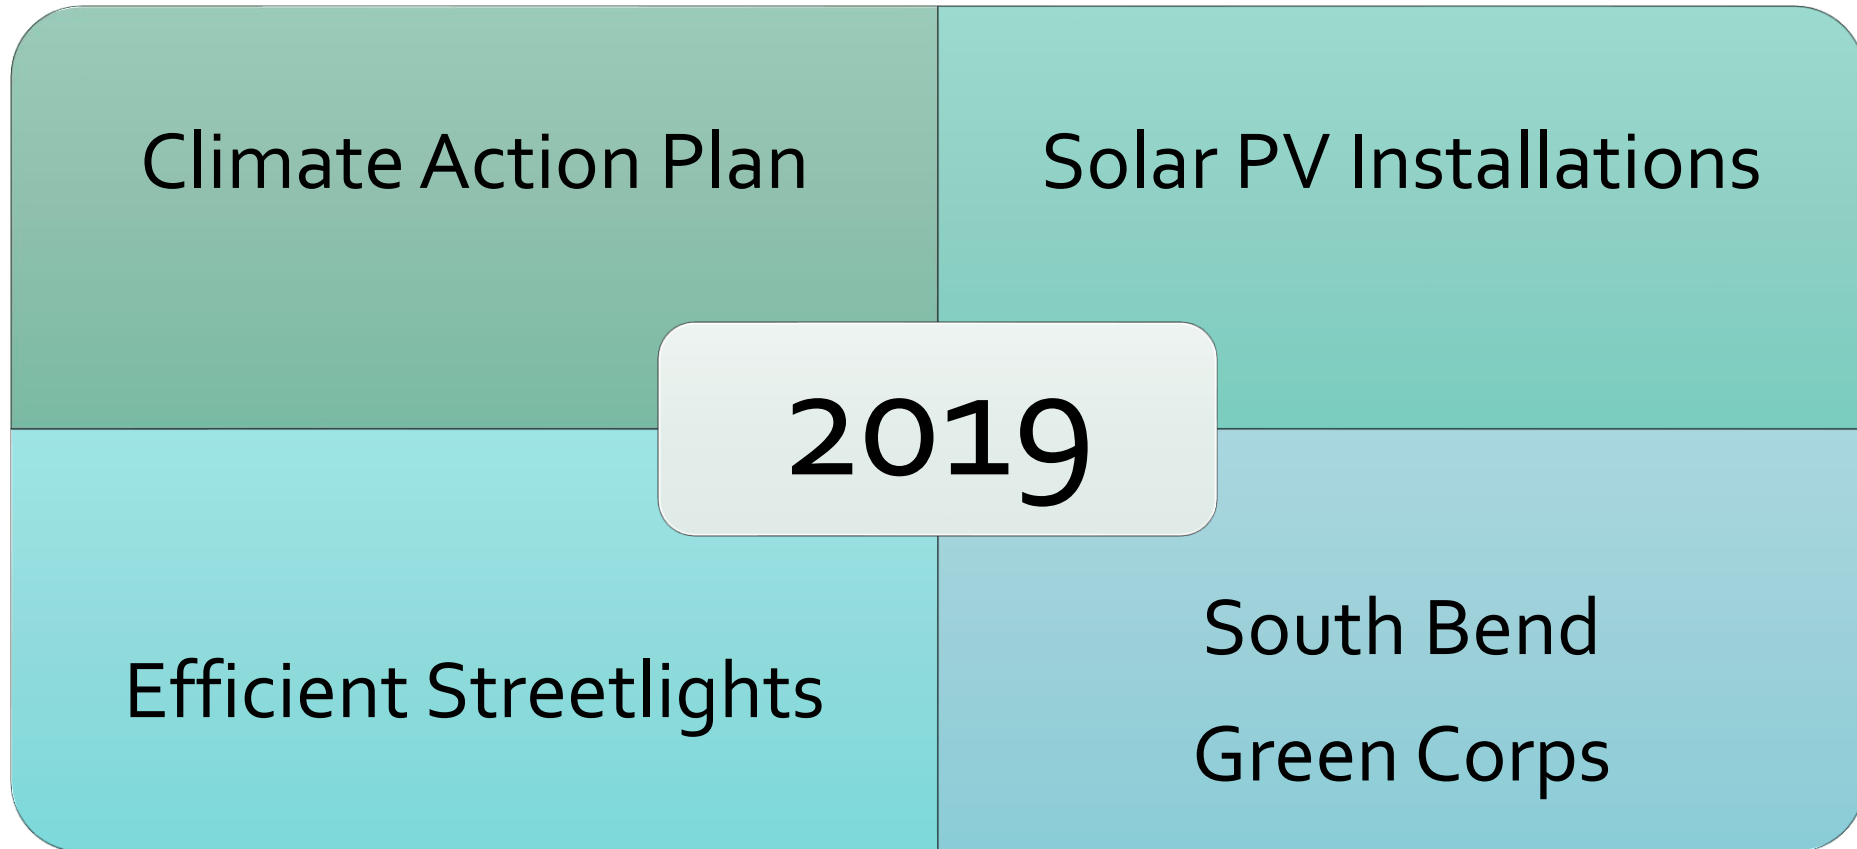 Climate Action Plan
Solar PV Installations
2019
Efficient Streetlights
South Bend
Green Corps